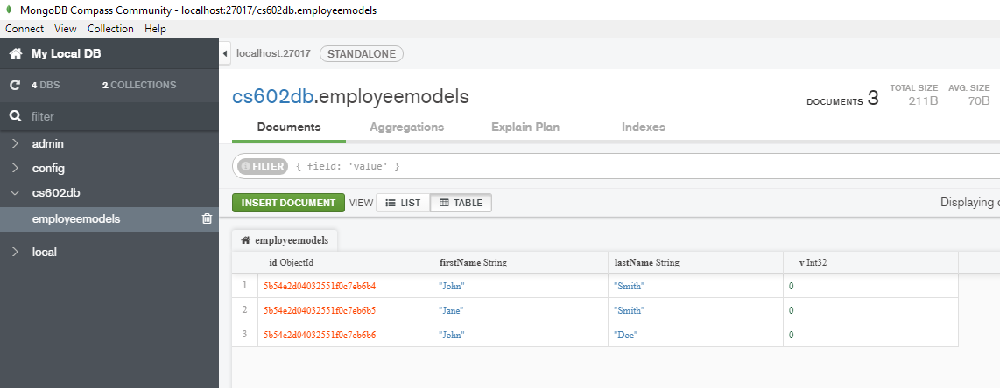 MongoDB Compass Community - localhost:27017/cs602db.employeemodels
Connect View Collection Help
My Local DB
localhost:27017 STANDALONE
4 DBS 2 COLLECTIONS
filter
admin
config
cs602db
employeemodels
local
cs602db.employeemodels
DOCUMENTS 3 TOTAL SIZE 211B AVG. SIZE 70B
Documents Aggregations Explain Plan Indexes
FILTER { field: 'value' }
INSERT DOCUMENT VIEW LIST TABLE Displaying
employeemodels
_id ObjectId firstName String lastName String __v Int32
1 5b54e2d04032551f0c7eb6b4 "John" "Smith" 0
2 5b54e2d04032551f0c7eb6b5 "Jane" "Smith" 0
3 5b54e2d04032551f0c7eb6b6 "John" "Doe" 0